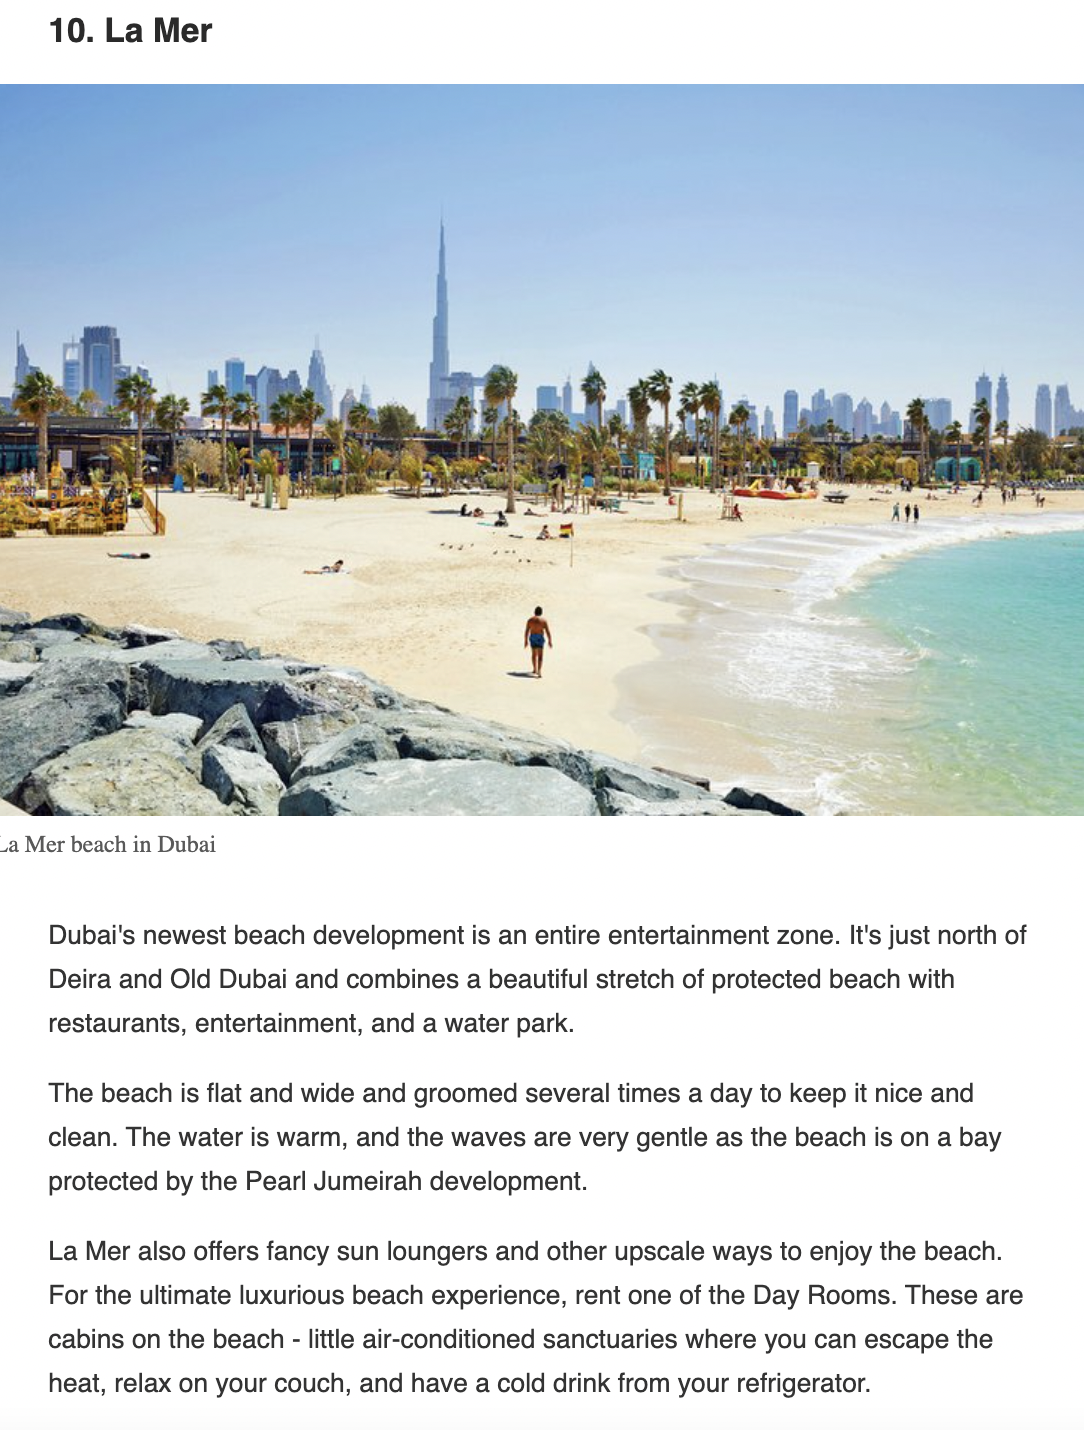 10. La Mer
La Mer beach in Dubai
Dubai's newest beach development is an entire entertainment zone. It's just north of
Deira and Old Dubai and combines a beautiful stretch of protected beach with
restaurants, entertainment, and a water park.
The beach is flat and wide and groomed several times a day to keep it nice and
clean. The water is warm, and the waves are very gentle as the beach is on a bay
protected by the Pearl Jumeirah development.
La Mer also offers fancy sun loungers and other upscale ways to enjoy the beach.
For the ultimate luxurious beach experience, rent one of the Day Rooms. These are
cabins on the beach - little air-conditioned sanctuaries where you can escape the
heat, relax on your couch, and have a cold drink from your refrigerator.